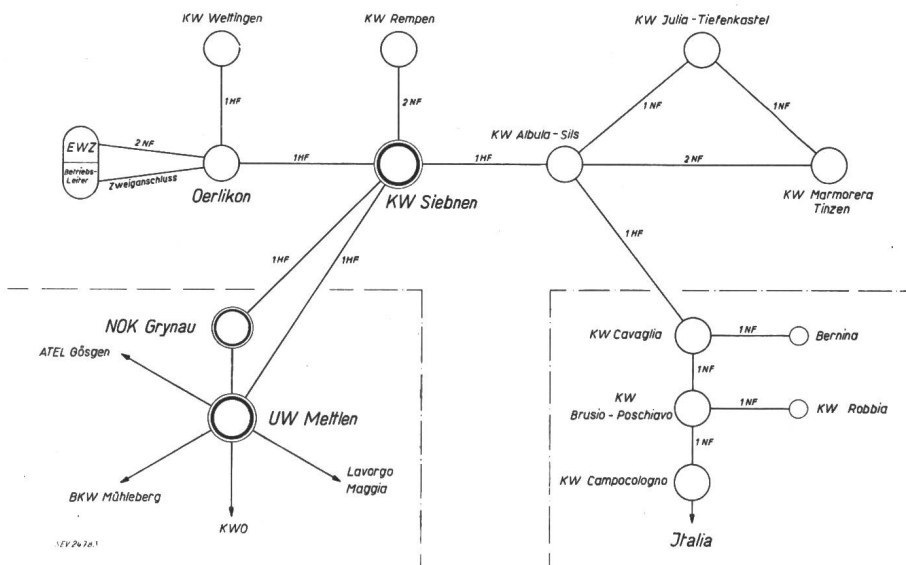 KW Wettingen
KW Rempen
KW Julia-Tiefenkastel
1 HF
2 NF
1 NF
1 NF
KW Albula-Sils
EWZ
Betriebs-
Leiter
2 NF
Zweiganschluss
1 HF
1 HF
2 NF
Oerlikon
KW Siebnen
KW Marmorera
Tinzen
1 HF
1 HF
1 HF
NOK Grynau
ATEL Gösgen
KW Cavaglia
1 NF
Bernina
1 NF
UW Mettlen
KW
Brusio-Poschiavo
1 NF
KW Robbia
1 NF
Lavorgo
Maggia
BKW Mühleberg
KW Campocologno
KWO
Italia
SEV 24783